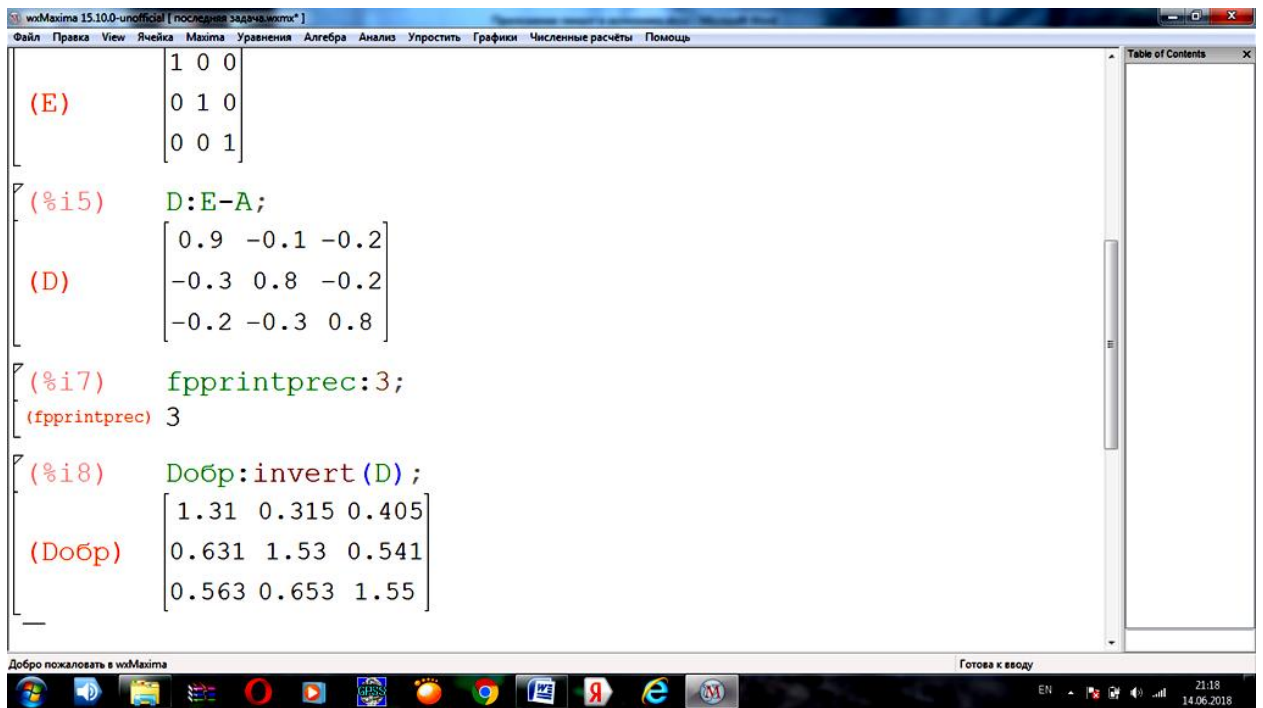 wxMaxima 15.10.0-unofficial [ последняя задача.wxmx* ]
Файл Правка View Ячейка Maxima Уравнения Алгебра Анализ Упростить Графики Численные расчёты Помощь
Table of Contents x
1 0 0
(E) 0 1 0
0 0 1
(%i5) D:E-A;
0.9 -0.1 -0.2
(D) -0.3 0.8 -0.2
-0.2 -0.3 0.8
(%i7) fpprintprec:3;
(fpprintprec) 3
(%i8) Dобр:invert(D);
1.31 0.315 0.405
(Dобр) 0.631 1.53 0.541
0.563 0.653 1.55
Добро пожаловать в wxMaxima
Готова к вводу
GPSS
W
Я
M
EN
21:18
14.06.2018